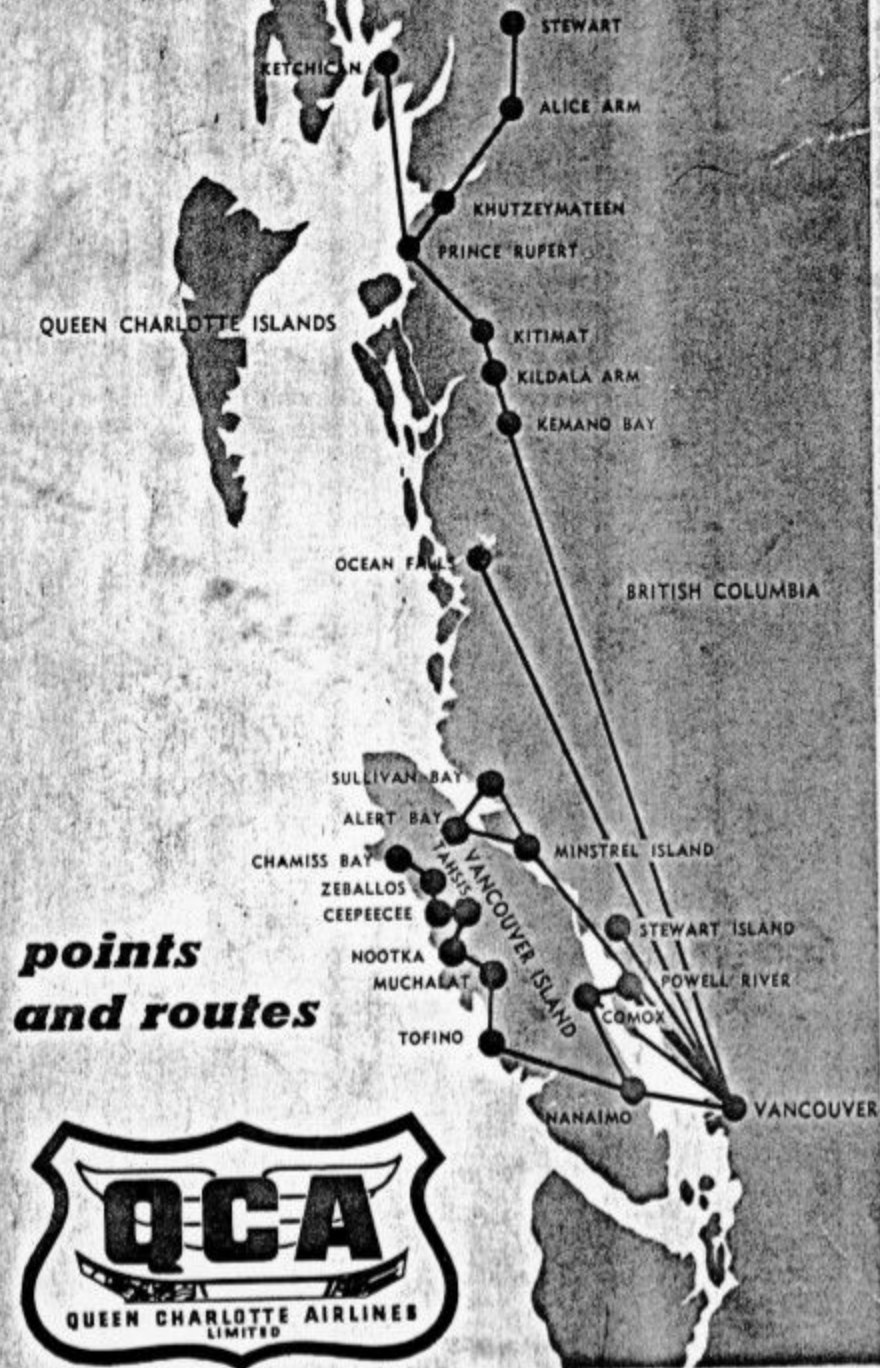 STEWART
KETCHICAN
ALICE ARM
KHUTZEYMATEEN
PRINCE RUPERT
QUEEN CHARLOTTE ISLANDS
KITIMAT
KILDALA ARM
KEMANO BAY
OCEAN FALLS
BRITISH COLUMBIA
SULLIVAN BAY
ALERT BAY
MINSTREL ISLAND
CHAMISS BAY
TAHSIS
VANCOUVER ISLAND
ZEBALLOS
CEEPEECEE
STEWART ISLAND
points
and routes
NOOTKA
MUCHALAT
POWELL RIVER
COMOX
TOFINO
NANAIMO
VANCOUVER
QCA
QUEEN CHARLOTTE AIRLINES
LIMITED